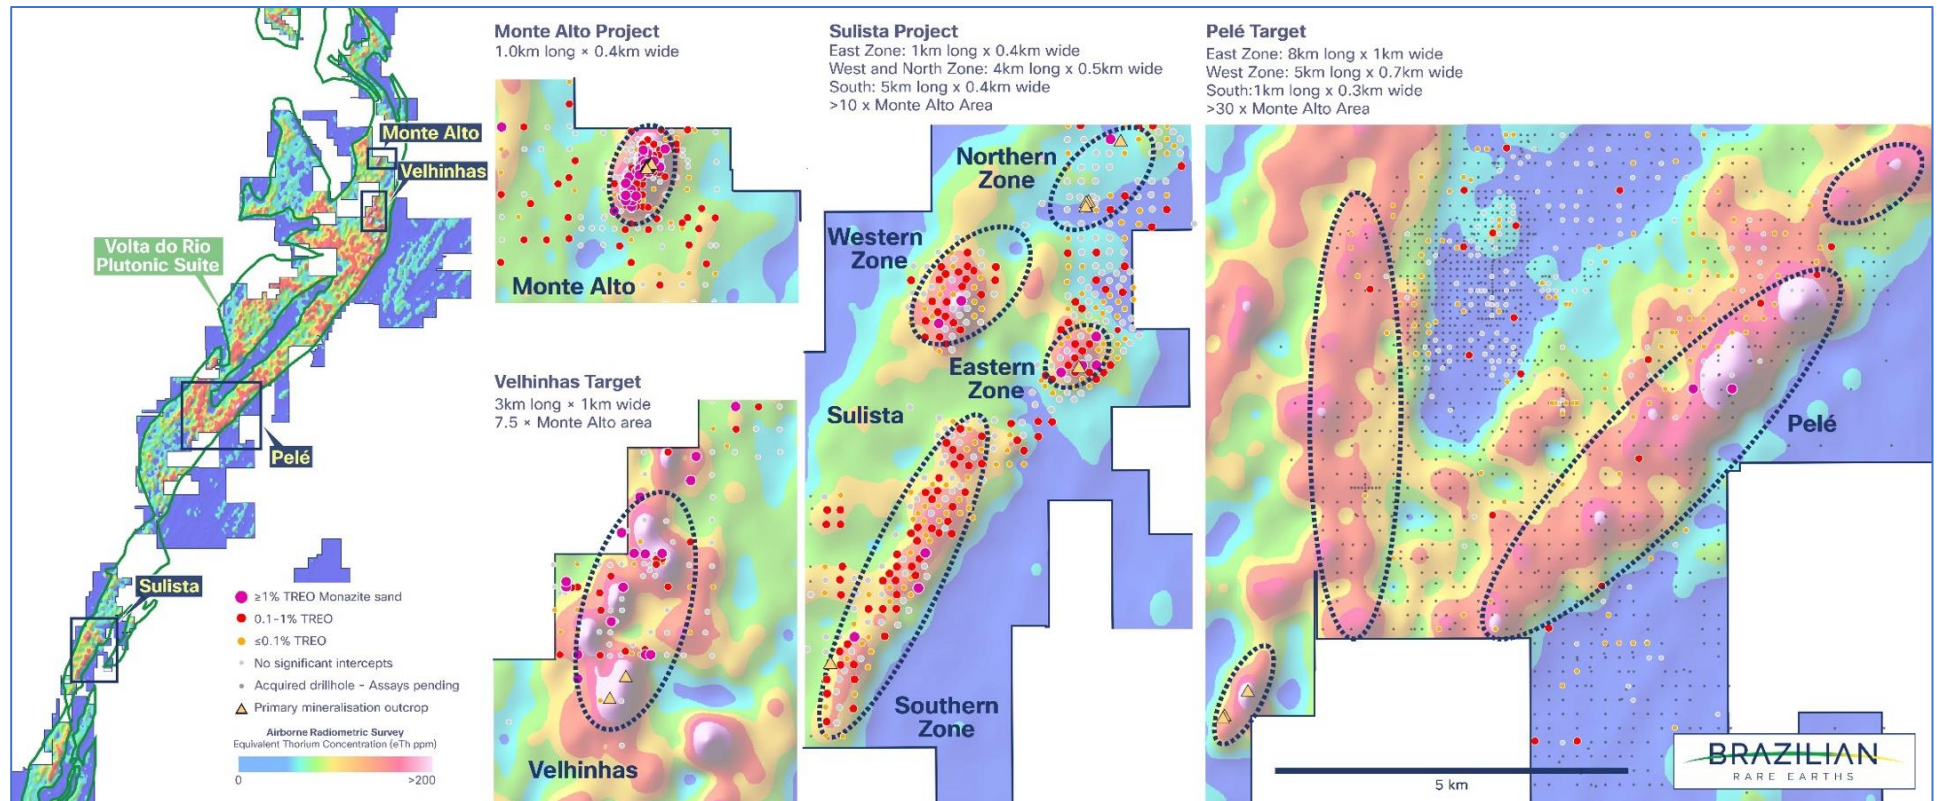 Monte Alto
Velhinhas
Volta do Rio
Plutonic Suite
Pelé
Sulista
≥1% TREO Monazite sand
0.1-1% TREO
≤0.1% TREO
No significant intercepts
Acquired drillhole - Assays pending
Primary mineralisation outcrop
Airborne Radiometric Survey
Equivalent Thorium Concentration (eTh ppm)
0
>200
Monte Alto Project
1.0km long × 0.4km wide
Monte Alto
Velhinhas Target
3km long × 1km wide
7.5 × Monte Alto area
Velhinhas
Sulista Project
East Zone: 1km long x 0.4km wide
West and North Zone: 4km long x 0.5km wide
South: 5km long x 0.4km wide
>10 x Monte Alto Area
Northern
Zone
Western
Zone
Eastern
Zone
Sulista
Southern
Zone
Pelé Target
East Zone: 8km long x 1km wide
West Zone: 5km long x 0.7km wide
South:1km long x 0.3km wide
>30 x Monte Alto Area
Pelé
5 km
BRAZILIAN
RARE EARTHS